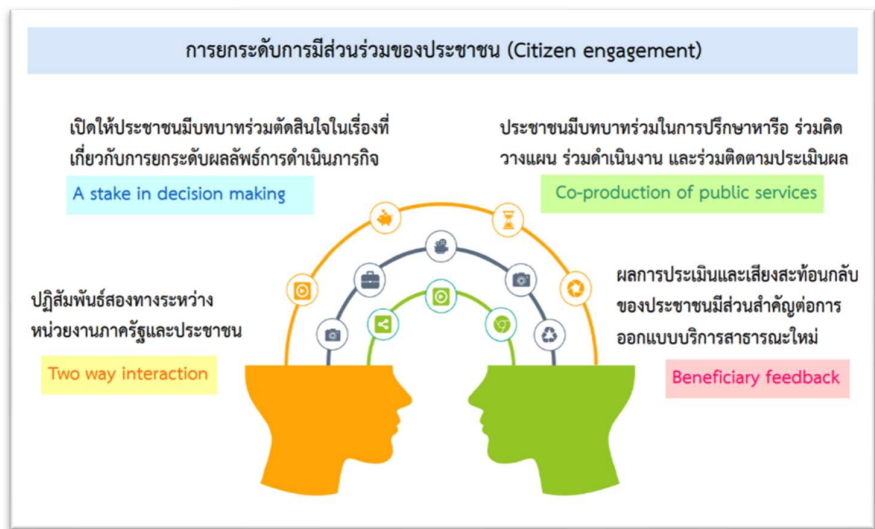 การยกระดับการมีส่วนร่วมของประชาชน (Citizen engagement)
เปิดให้ประชาชนมีบทบาทร่วมตัดสินใจในเรื่องที่
เกี่ยวกับการยกระดับผลลัพธ์การดำเนินภารกิจ
A stake in decision making
ประชาชนมีบทบาทร่วมในการปรึกษาหารือ ร่วมคิด
วางแผน ร่วมดำเนินงาน และร่วมติดตามประเมินผล
Co-production of public services
ปฏิสัมพันธ์สองทางระหว่าง
หน่วยงานภาครัฐและประชาชน
Two way interaction
ผลการประเมินและเสียงสะท้อนกลับ
ของประชาชนมีส่วนสำคัญต่อการ
ออกแบบบริการสาธารณะใหม่
Beneficiary feedback